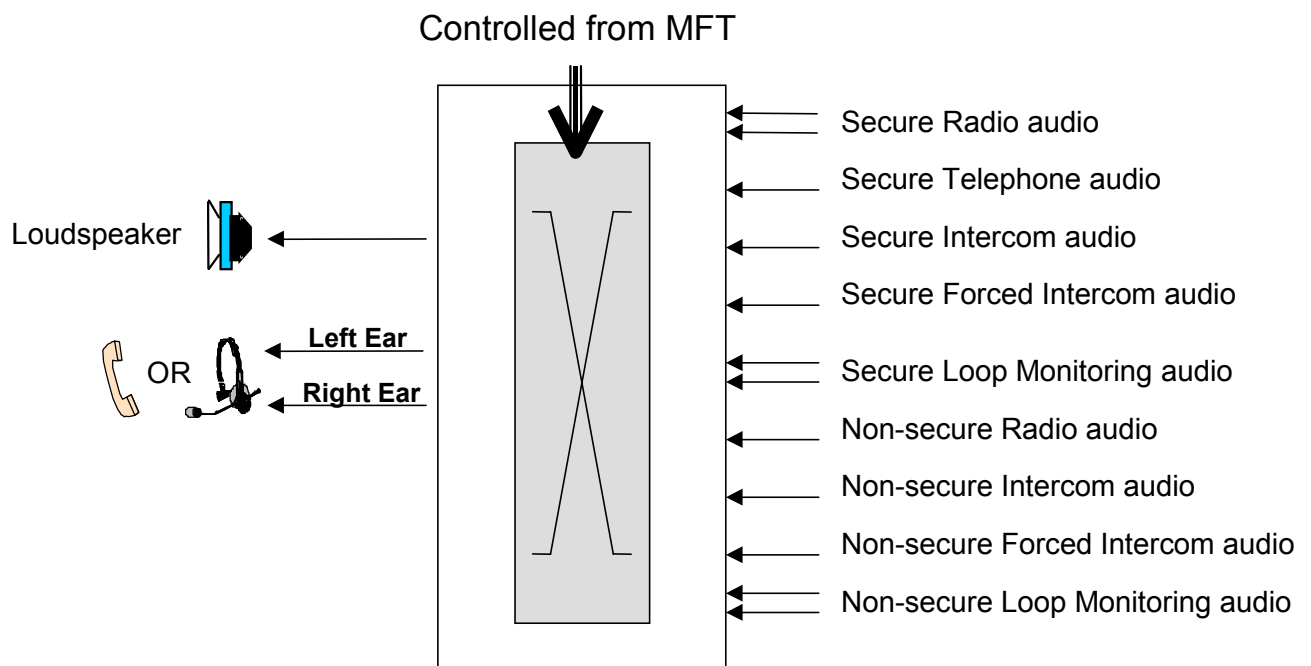 Controlled from MFT
Secure Radio audio
Secure Telephone audio
Loudspeaker
Secure Intercom audio
Secure Forced Intercom audio
Left Ear
OR
Right Ear
Secure Loop Monitoring audio
Non-secure Radio audio
Non-secure Intercom audio
Non-secure Forced Intercom audio
Non-secure Loop Monitoring audio